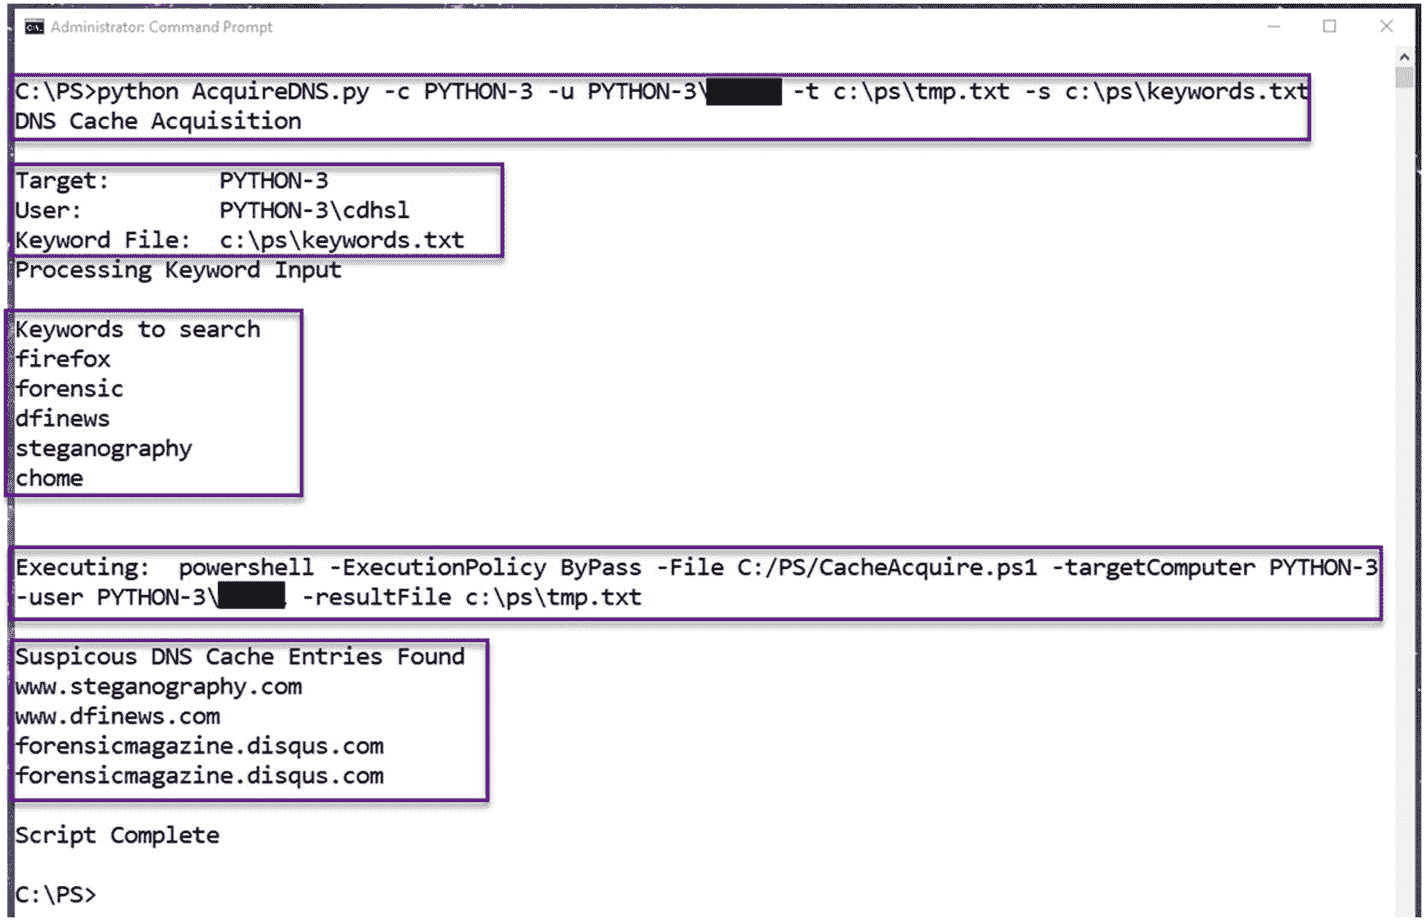 Administrator: Command Prompt
C:\PS>python AcquireDNS.py -c PYTHON-3 -u PYTHON-3\ -t c:\ps\tmp.txt -s c:\ps\keywords.txt
DNS Cache Acquisition
Target: PYTHON-3
User: PYTHON-3\cdhsl
Keyword File: c:\ps\keywords.txt
Processing Keyword Input
Keywords to search
firefox
forensic
dfinews
steganography
chome
Executing: powershell -ExecutionPolicy ByPass -File C:/PS/CacheAcquire.ps1 -targetComputer PYTHON-3
-user PYTHON-3\ -resultFile c:\ps\tmp.txt
Suspicous DNS Cache Entries Found
www.steganography.com
www.dfinews.com
forensicmagazine.disqus.com
forensicmagazine.disqus.com
Script Complete
C:\PS>